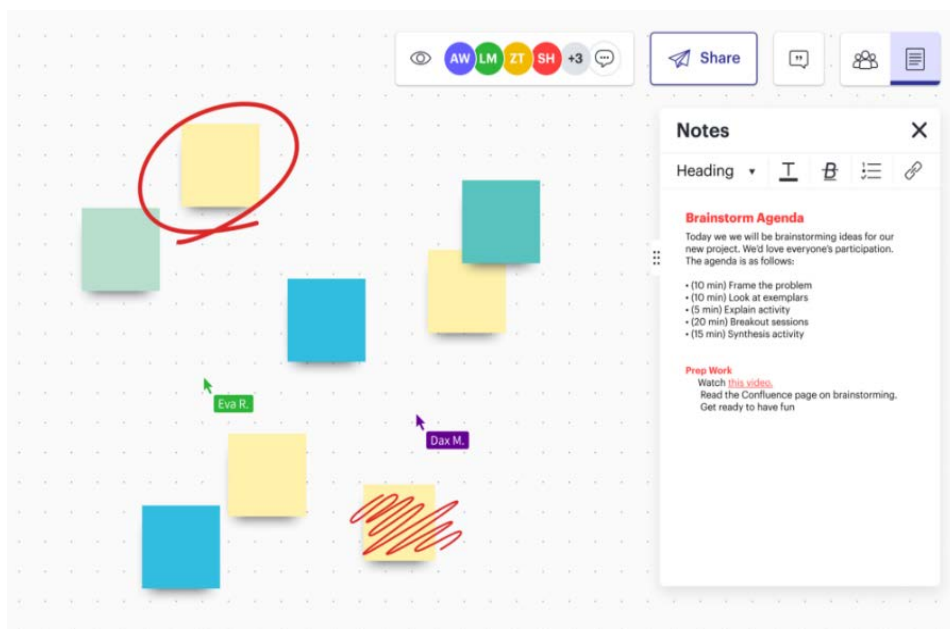 AW LM ZT SH +3
Share
Notes
Heading
T B
Brainstorm Agenda
Today we we will be brainstorming ideas for our
new project. We'd love everyone's participation.
The agenda is as follows:
• (10 min) Frame the problem
• (10 min) Look at exemplars
• (5 min) Explain activity
• (20 min) Breakout sessions
• (15 min) Synthesis activity
Prep Work
Watch this video.
Read the Confluence page on brainstorming.
Get ready to have fun
Eva R.
Dax M.